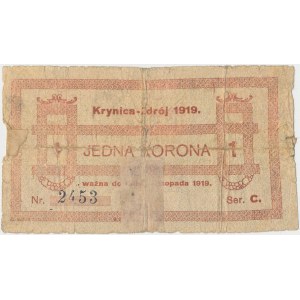 Krynica-Zdrój 1919.
1 JEDNA KORONA 1
- ważna do listopada 1919.
Nr. 2453 Ser. C.